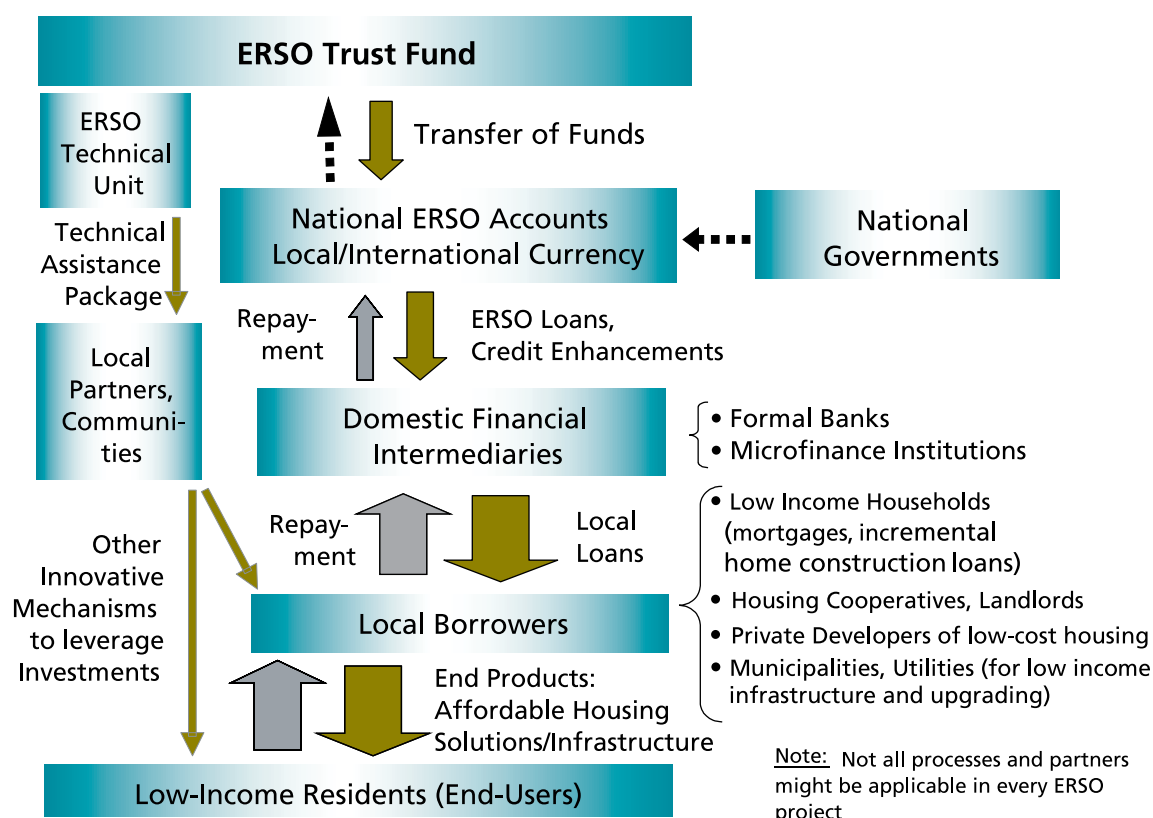 ERSO Trust Fund
ERSO
Technical
Unit
Transfer of Funds
National ERSO Accounts
Local/International Currency
National
Governments
Technical
Assistance
Package
Repay-
ment
ERSO Loans,
Credit Enhancements
Local
Partners,
Communi-
ties
Domestic Financial
Intermediaries
• Formal Banks
• Microfinance Institutions
Repay-
ment
Local
Loans
• Low Income Households
(mortgages, incremental
home construction loans)
• Housing Cooperatives, Landlords
• Private Developers of low-cost housing
• Municipalities, Utilities (for low income
infrastructure and upgrading)
Other
Innovative
Mechanisms
to leverage
Investments
Local Borrowers
End Products:
Affordable Housing
Solutions/Infrastructure
Low-Income Residents (End-Users)
Note: Not all processes and partners
might be applicable in every ERSO
project